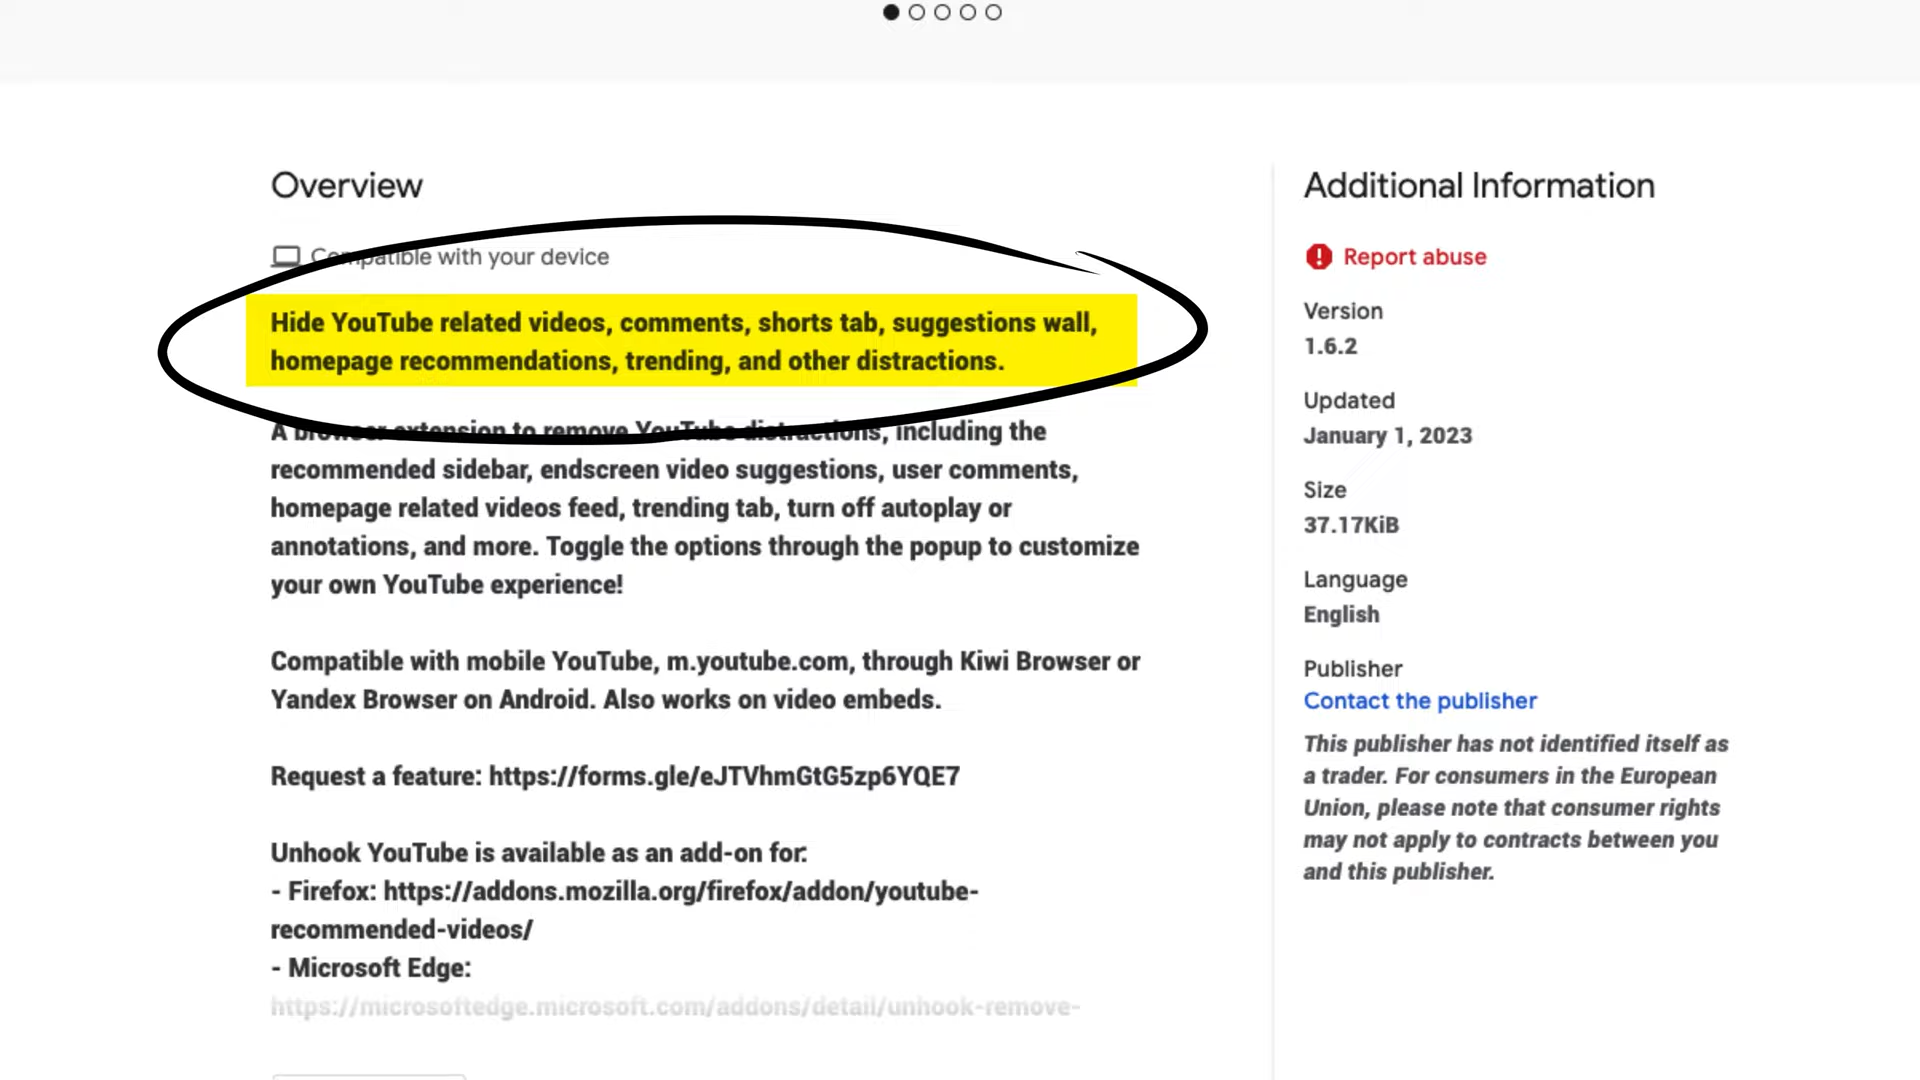 Overview
Compatible with your device
Hide YouTube related videos, comments, shorts tab, suggestions wall,
homepage recommendations, trending, and other distractions.
A browser extension to remove YouTube distractions, including the
recommended sidebar, endscreen video suggestions, user comments,
homepage related videos feed, trending tab, turn off autoplay or
annotations, and more. Toggle the options through the popup to customize
your own YouTube experience!
Compatible with mobile YouTube, m.youtube.com, through Kiwi Browser or
Yandex Browser on Android. Also works on video embeds.
Request a feature: https://forms.gle/eJTVhmGtG5zp6YQE7
Unhook YouTube is available as an add-on for:
- Firefox: https://addons.mozilla.org/firefox/addon/youtube-
recommended-videos/
- Microsoft Edge:
https://microsoftedge.microsoft.com/addons/detail/unhook-remove-
Additional Information
Report abuse
Version
1.6.2
Updated
January 1, 2023
Size
37.17KiB
Language
English
Publisher
Contact the publisher
This publisher has not identified itself as
a trader. For consumers in the European
Union, please note that consumer rights
may not apply to contracts between you
and this publisher.